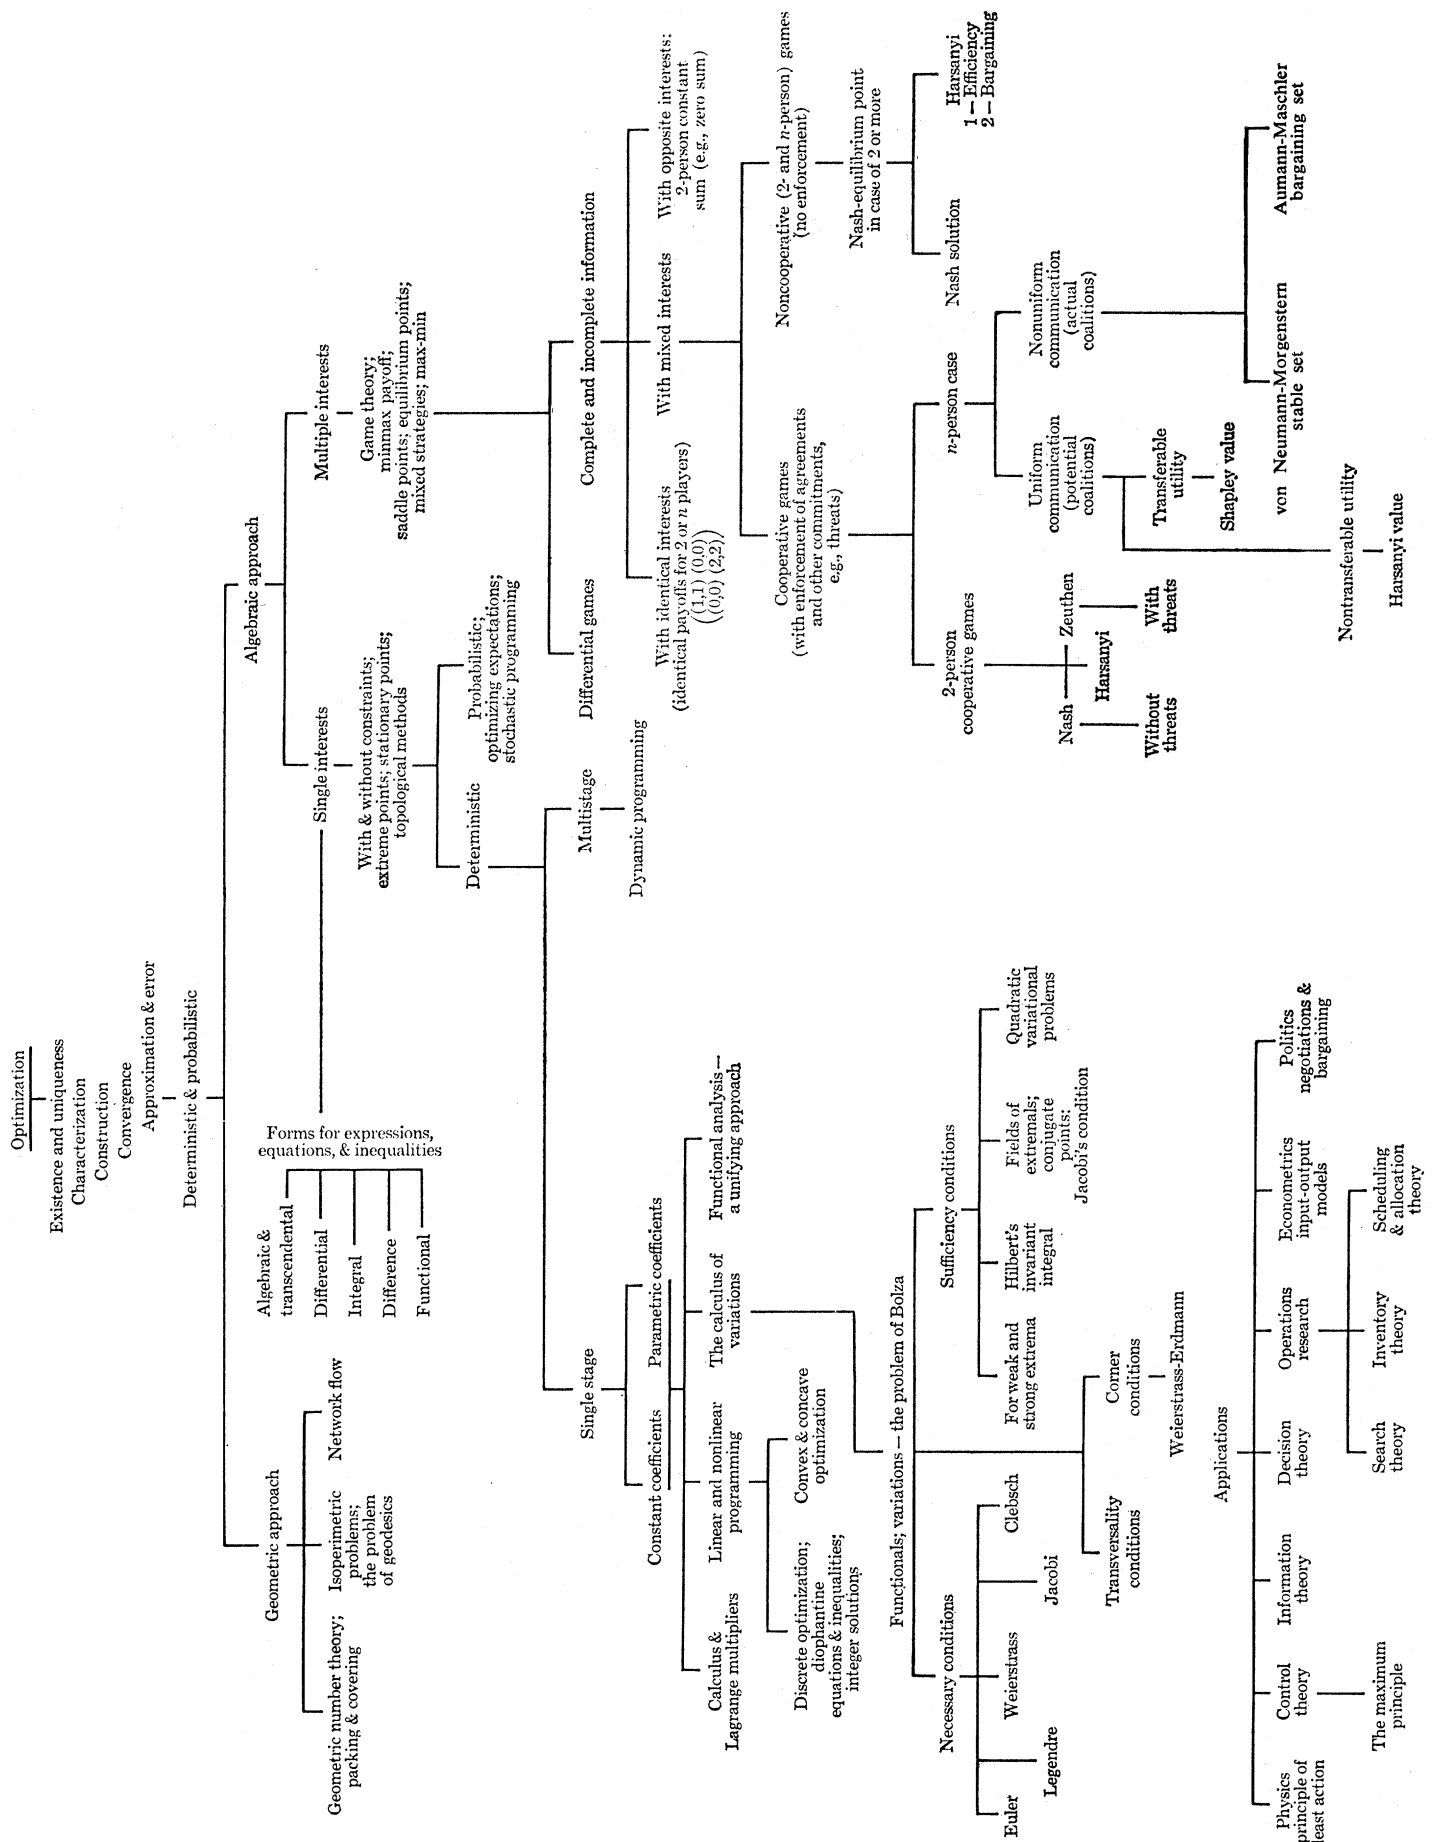 Optimization
Existence and uniqueness
Characterization
Construction
Convergence
Approximation & error
Deterministic & probabilistic
Geometric approach
Algebraic approach
Geometric number theory;
packing & covering
Isoperimetric
problems;
the problem
of geodesics
Network flow
Forms for expressions,
equations, & inequalities
Algebraic &
transcendental
Differential
Integral
Difference
Functional
Single interests
Multiple interests
With & without constraints;
extreme points; stationary points;
topological methods
Game theory;
minmax payoff;
saddle points; equilibrium points;
mixed strategies; max-min
Deterministic
Probabilistic;
optimizing expectations;
stochastic programming
Single stage
Multistage
Dynamic programming
Differential games
Complete and incomplete information
Constant coefficients
Parametric coefficients
With identical interests
(identical payoffs for 2 or n players)
((1,1) (0,0))
((0,0) (2,2))
With mixed interests
With opposite interests:
2-person constant
sum (e.g., zero sum)
Calculus &
Lagrange multipliers
Linear and nonlinear
programming
The calculus of
variations
Functional analysis —
a unifying approach
Discrete optimization;
diophantine
equations & inequalities;
integer solutions
Convex & concave
optimization
Cooperative games
(with enforcement of agreements
and other commitments,
e.g., threats)
Noncooperative (2- and n-person) games
(no enforcement)
Nash-equilibrium point
in case of 2 or more
Nash solution
Harsanyi
1 — Efficiency
2 — Bargaining
Functionals; variations — the problem of Bolza
Necessary conditions
Sufficiency conditions
2-person
cooperative games
n-person case
Euler
Legendre
Weierstrass
Jacobi
Clebsch
For weak and
strong extrema
Hilbert's
invariant
integral
Fields of
extremals;
conjugate
points:
Jacobi's condition
Quadratic
variational
problems
Nash
Harsanyi
Zeuthen
Without
threats
With
threats
Uniform
communication
(potential
coalitions)
Nonuniform
communication
(actual
coalitions)
Transversality
conditions
Corner
conditions
Weierstrass-Erdmann
Transferable
utility
Shapley value
von Neumann-Morgenstern
stable set
Aumann-Maschler
bargaining set
Nontransferable utility
Harsanyi value
Applications
Physics
principle of
least action
Control
theory
Information
theory
Decision
theory
Operations
research
Econometrics
input-output
models
Politics
negotiations &
bargaining
The maximum
principle
Search
theory
Inventory
theory
Scheduling
& allocation
theory